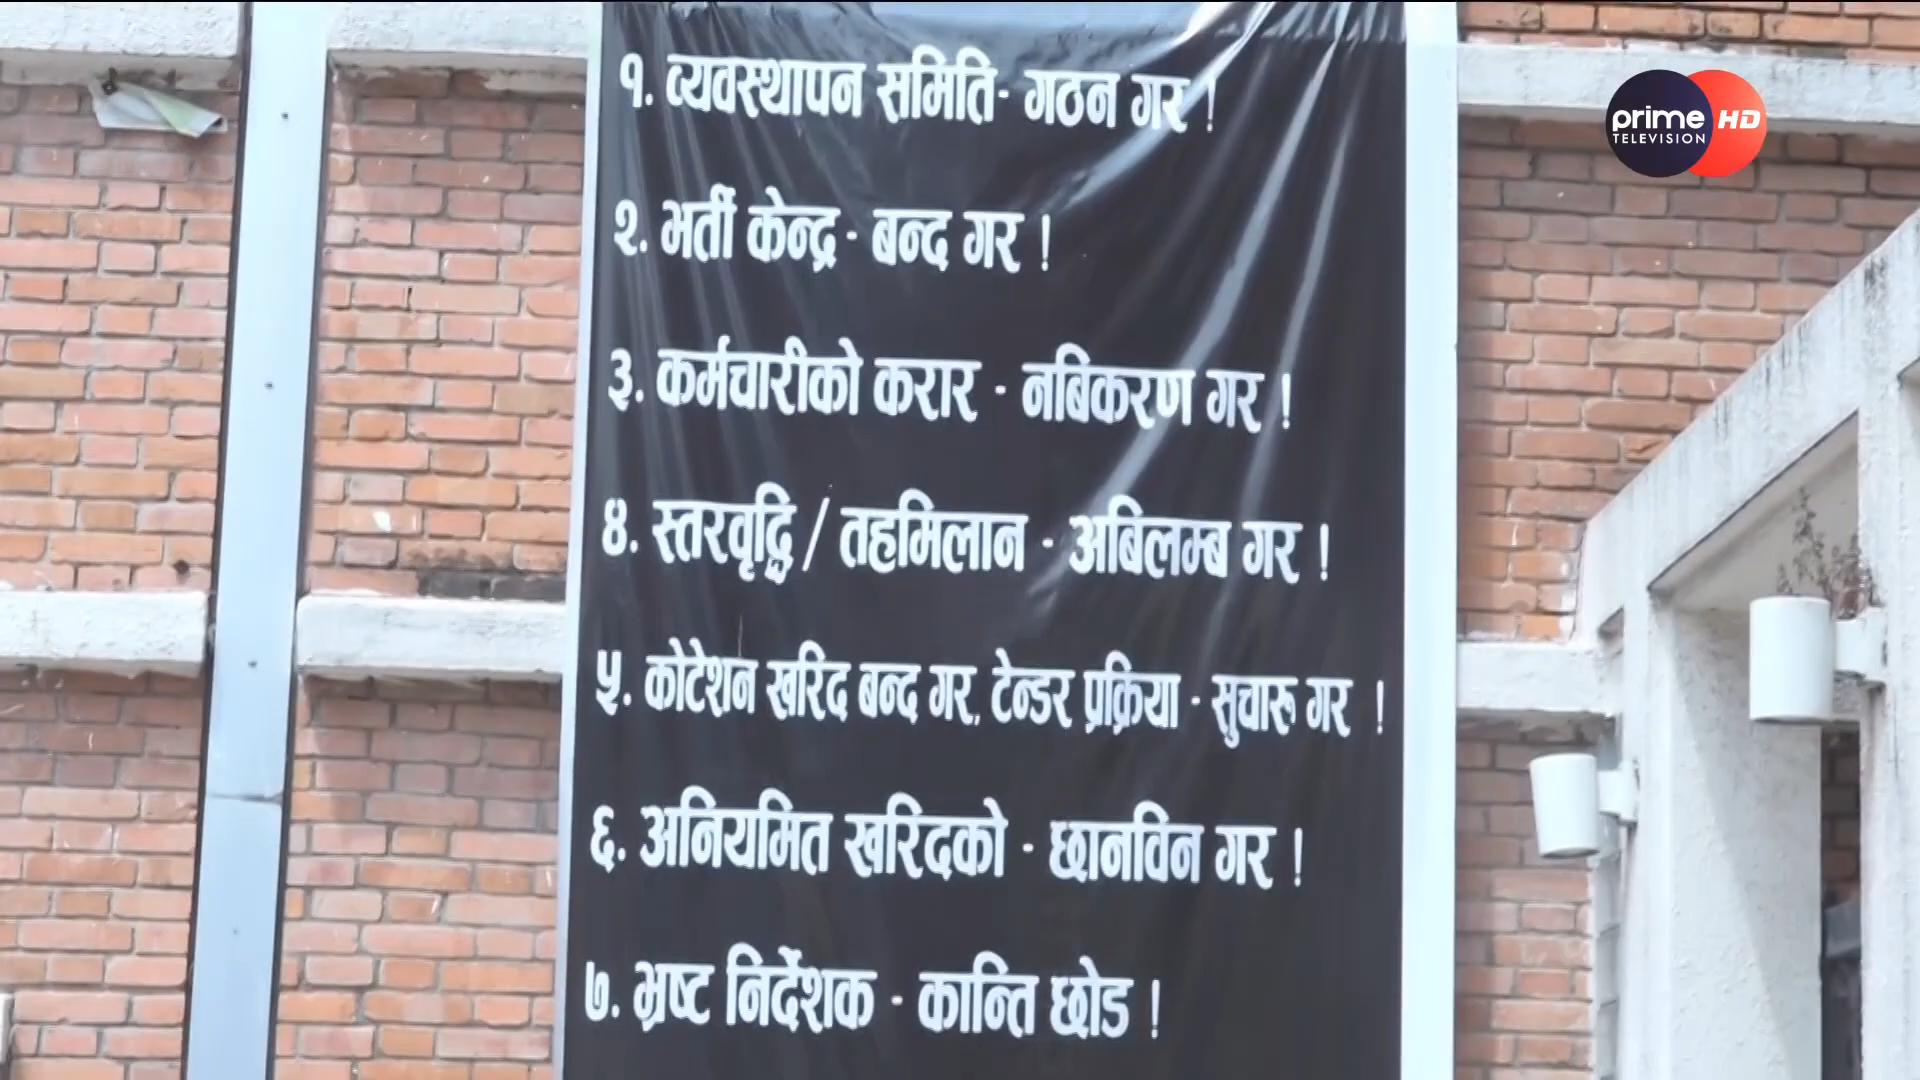 १. व्यवस्थापन समिति- गठन गर !
prime HD
TELEVISION
२. भर्ती केन्द्र - बन्द गर !
३. कर्मचारीको करार - नबिकरण गर !
४. स्तरवृद्धि / तहमिलान - अबिलम्ब गर !
५. कोटेशन खरिद बन्द गर, टेन्डर प्रक्रिया - सुचारु गर !
६. अनियमित खरिदको - छानविन गर !
७. भ्रष्ट निर्देशक - कान्ति छोड !